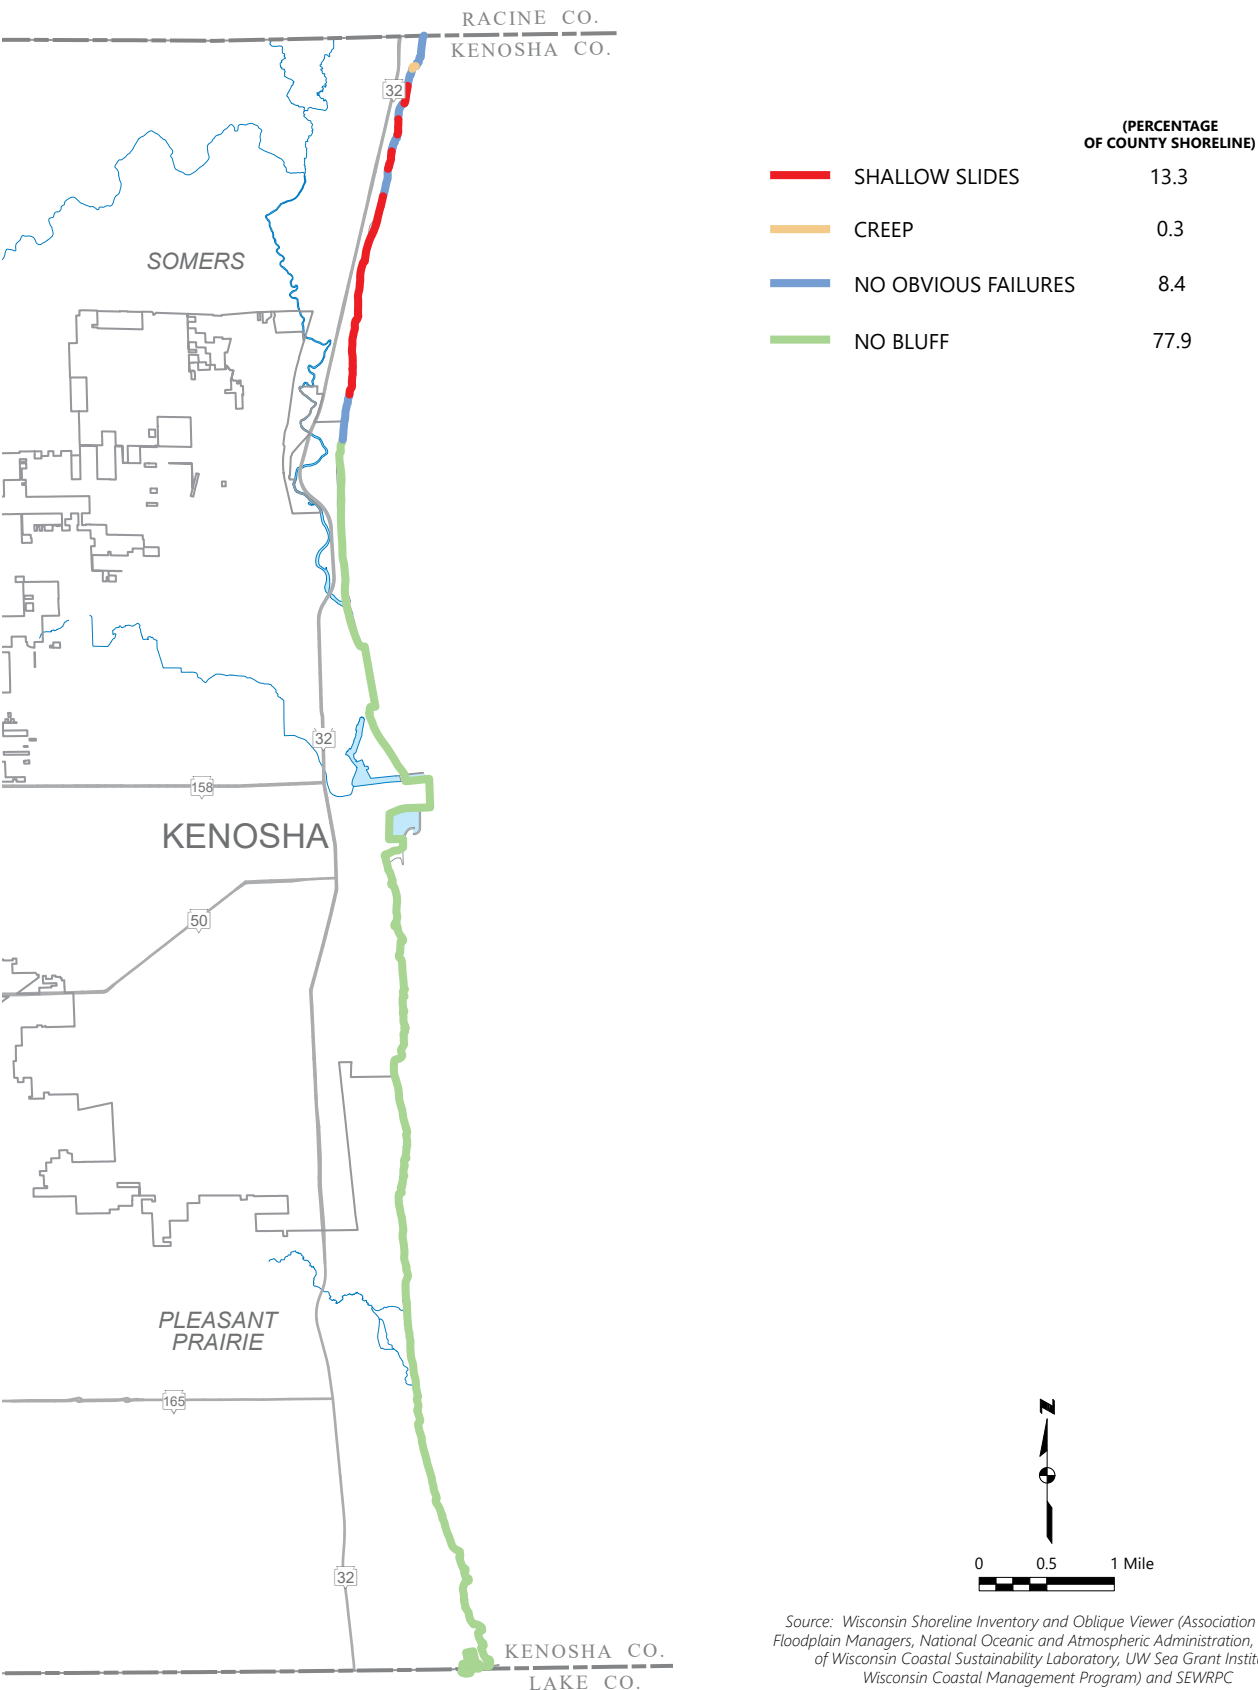 RACINE CO.
KENOSHA CO.
32
(PERCENTAGE
OF COUNTY SHORELINE)
SHALLOW SLIDES 13.3
CREEP 0.3
NO OBVIOUS FAILURES 8.4
NO BLUFF 77.9
SOMERS
32
158
KENOSHA
50
PLEASANT
PRAIRIE
165
32
N
0 0.5 1 Mile
Source: Wisconsin Shoreline Inventory and Oblique Viewer (Association
Floodplain Managers, National Oceanic and Atmospheric Administration,
of Wisconsin Coastal Sustainability Laboratory, UW Sea Grant Instit
Wisconsin Coastal Management Program) and SEWRPC
KENOSHA CO.
LAKE CO.